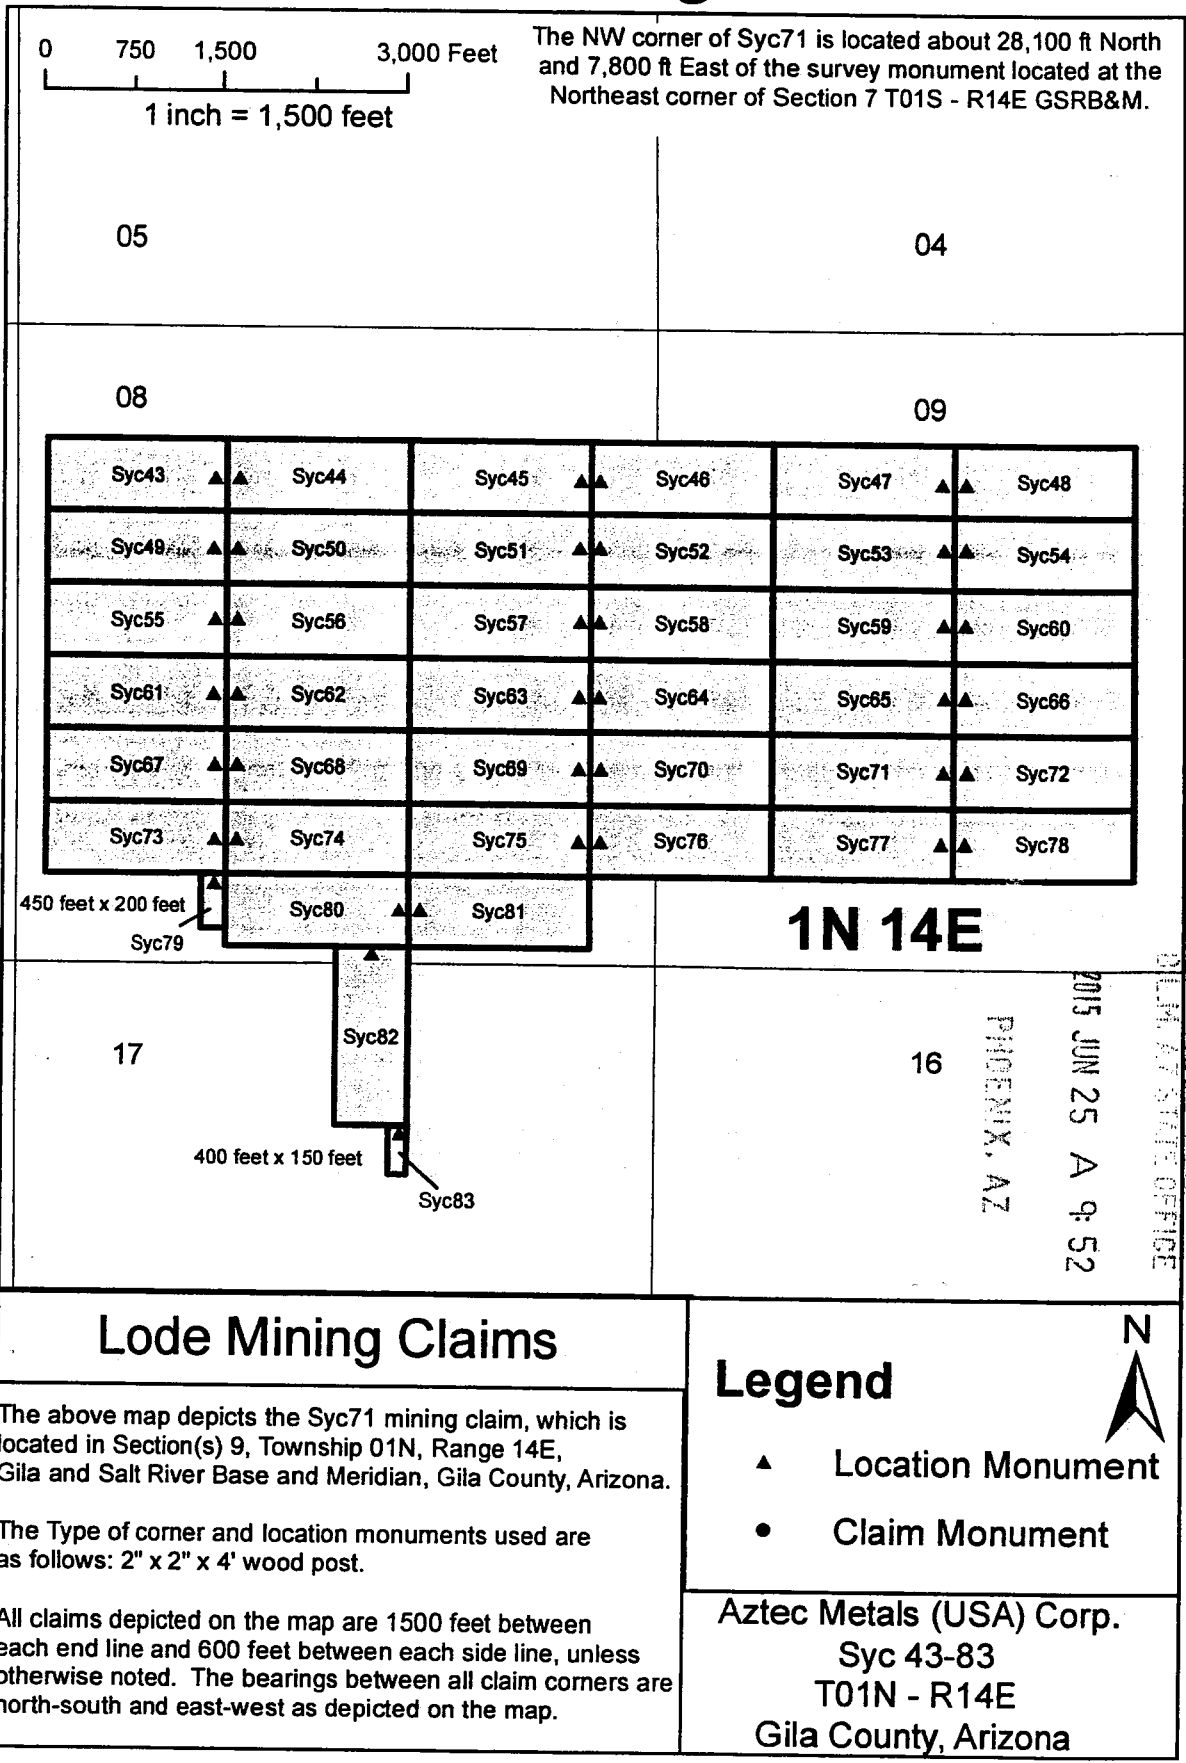 0 750 1,500 3,000 Feet
1 inch = 1,500 feet
The NW corner of Syc71 is located about 28,100 ft North
and 7,800 ft East of the survey monument located at the
Northeast corner of Section 7 T01S - R14E GSRB&M.
05 04
08 09
Syc43 Syc44 Syc45 Syc46 Syc47 Syc48
Syc49 Syc50 Syc51 Syc52 Syc53 Syc54
Syc55 Syc56 Syc57 Syc58 Syc59 Syc60
Syc61 Syc62 Syc63 Syc64 Syc65 Syc66
Syc67 Syc68 Syc69 Syc70 Syc71 Syc72
Syc73 Syc74 Syc75 Syc76 Syc77 Syc78
450 feet x 200 feet Syc80 Syc81
Syc79
1N 14E
Syc82
17 16
400 feet x 150 feet
Syc83
STATE OFFICE
2015 JUN 25 A 9:52
PHOENIX, AZ
Lode Mining Claims
The above map depicts the Syc71 mining claim, which is
located in Section(s) 9, Township 01N, Range 14E,
Gila and Salt River Base and Meridian, Gila County, Arizona.
The Type of corner and location monuments used are
as follows: 2" x 2" x 4' wood post.
All claims depicted on the map are 1500 feet between
each end line and 600 feet between each side line, unless
otherwise noted. The bearings between all claim corners are
north-south and east-west as depicted on the map.
N
Legend
Location Monument
Claim Monument
Aztec Metals (USA) Corp.
Syc 43-83
T01N - R14E
Gila County, Arizona